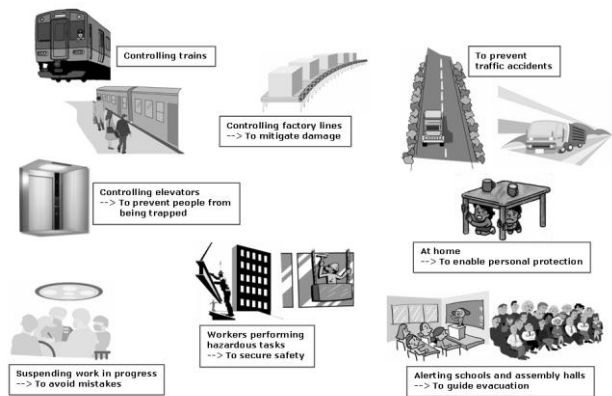 Controlling trains
To prevent
traffic accidents
Controlling factory lines
--> To mitigate damage
Controlling elevators
--> To prevent people from
being trapped
At home
--> To enable personal protection
Workers performing
hazardous tasks
--> To secure safety
Suspending work in progress
--> To avoid mistakes
Alerting schools and assembly halls
--> To guide evacuation